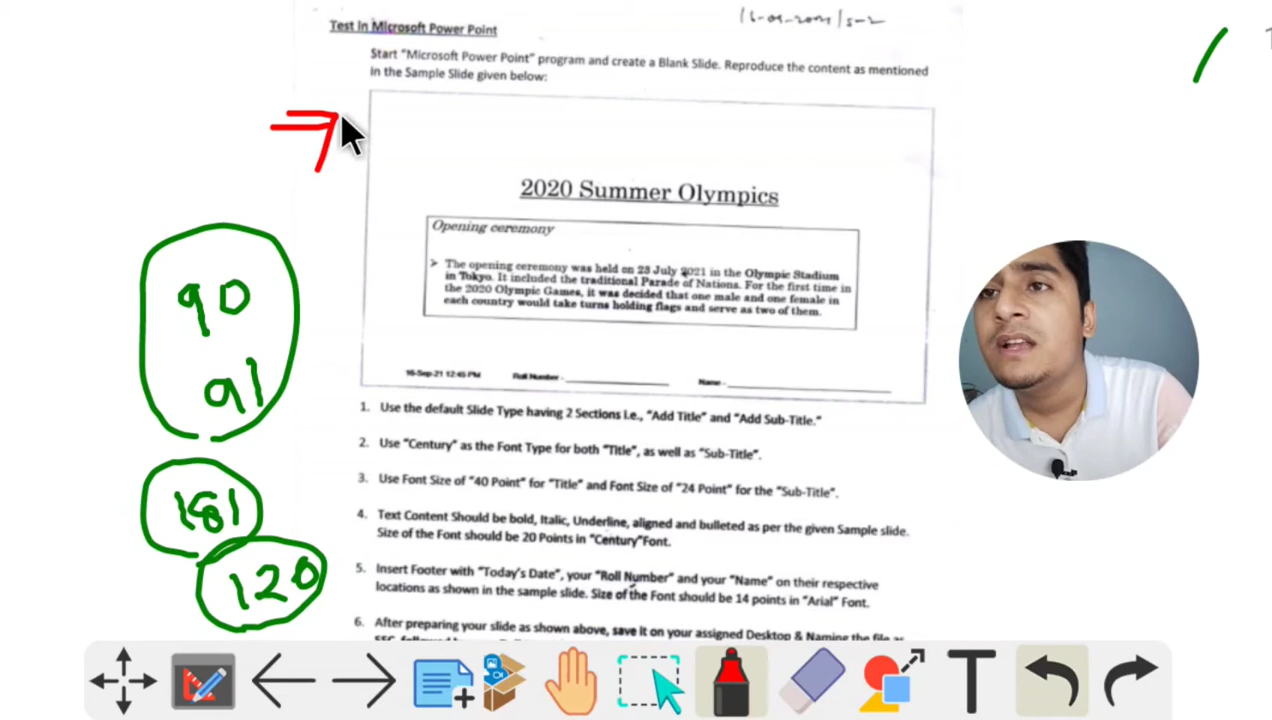 Test in Microsoft Power Point
Start "Microsoft Power Point" program and create a Blank Slide. Reproduce the content as mentioned
in the Sample Slide given below:
2020 Summer Olympics
Opening ceremony
➤ The opening ceremony was held on 23 July 2021 in the Olympic Stadium
in Tokyo. It included the traditional Parade of Nations. For the first time in
the 2020 Olympic Games, it was decided that one male and one female in
each country would take turns holding flags and serve as two of them.
16-Sep-21 12:45 PM Roll Number - Name -
1. Use the default Slide Type having 2 Sections i.e., "Add Title" and "Add Sub-Title."
2. Use "Century" as the Font Type for both "Title", as well as "Sub-Title".
3. Use Font Size of "40 Point" for "Title" and Font Size of "24 Point" for the "Sub-Title".
4. Text Content Should be bold, Italic, Underline, aligned and bulleted as per the given Sample slide.
Size of the Font should be 20 Points in "Century"Font.
5. Insert Footer with "Today's Date", your "Roll Number" and your "Name" on their respective
locations as shown in the sample slide. Size of the Font should be 14 points in "Arial" Font.
6. After preparing your slide as shown above, save it on your assigned Desktop & Naming the file as
90
91
181
120
T